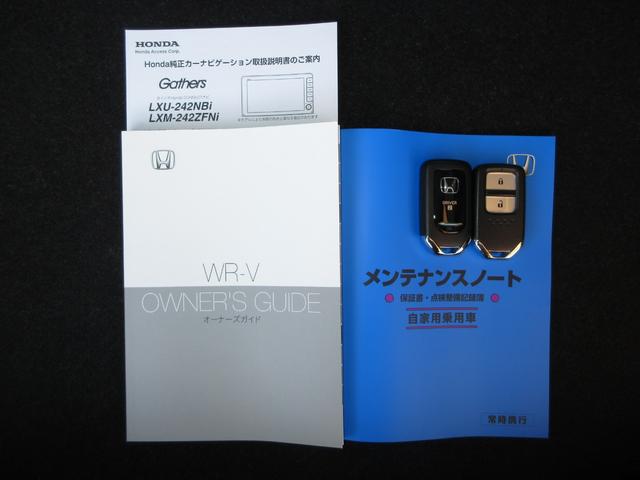 HONDA
Honda Access Corp.
Honda純正カーナビゲーション取扱説明書のご案内
Gathers
LXU-242NBi
LXM-242ZFNi
WR-V
OWNER'S GUIDE
オーナーズガイド
DRIVER
2
メンテナンスノート
保証書・点検整備記録簿
自家用乗用車
常時携行